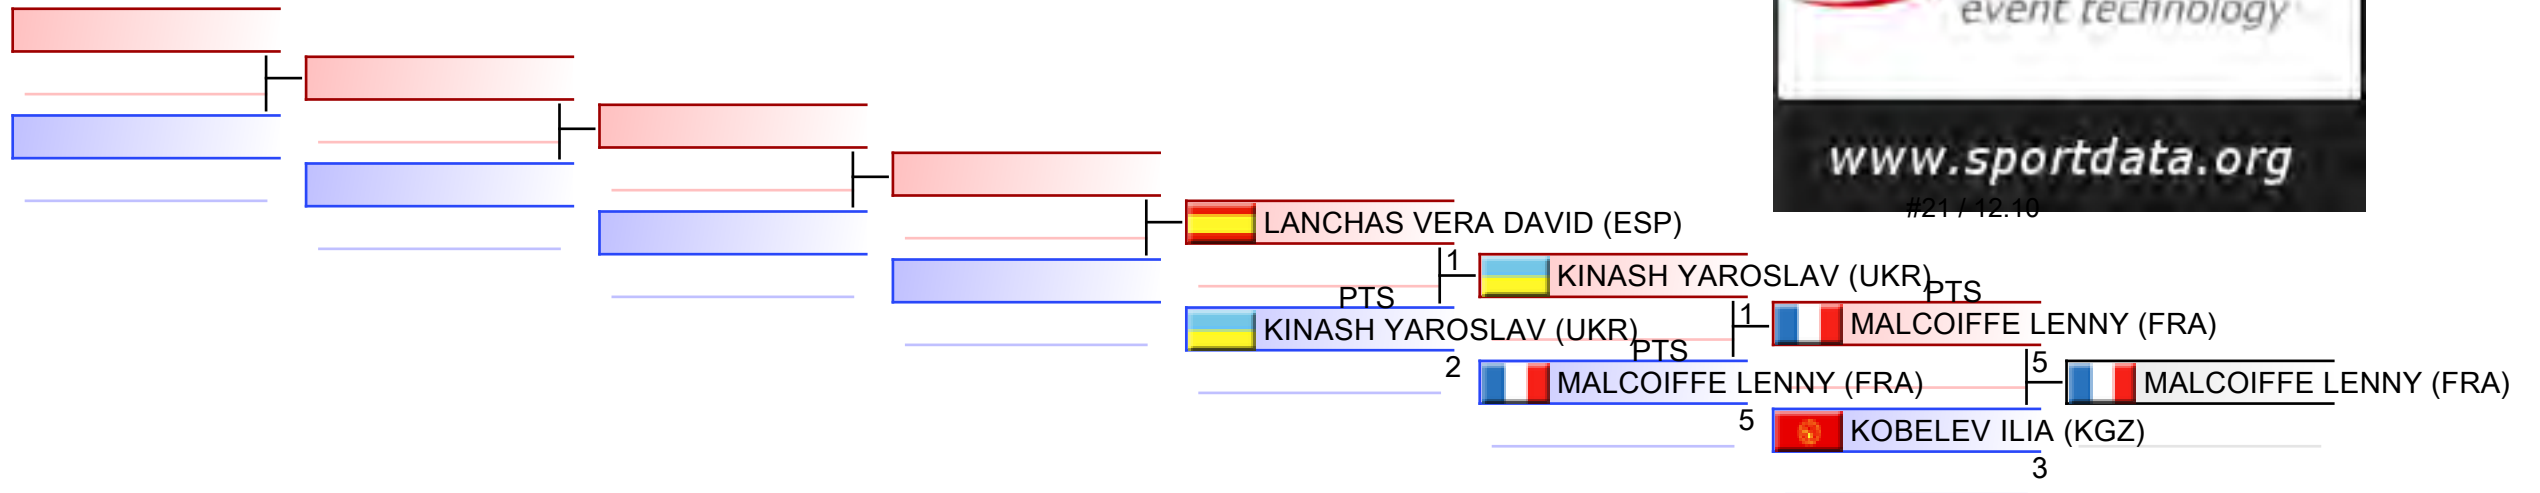 event technology
www.sportdata.org
#21 / 12.10
LANCHAS VERA DAVID (ESP)
1
KINASH YAROSLAV (UKR)
PTS
PTS
KINASH YAROSLAV (UKR)
2
1
MALCOIFFE LENNY (FRA)
PTS
MALCOIFFE LENNY (FRA)
5
5
MALCOIFFE LENNY (FRA)
KOBELEV ILIA (KGZ)
3